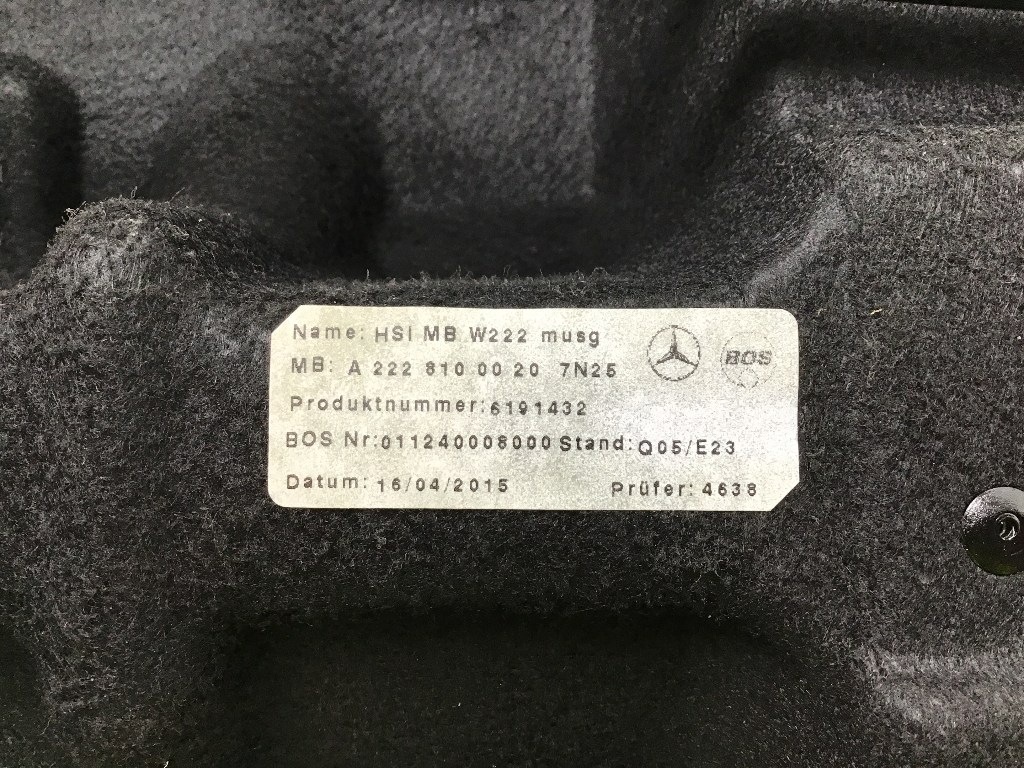 Name: HSI MB W222 musg
MB: A 222 810 00 20 7N25
BOS
Produktnummer:6191432
BOS Nr:011240008000 Stand:Q05/E23
Datum: 16/04/2015 Prüfer: 4638